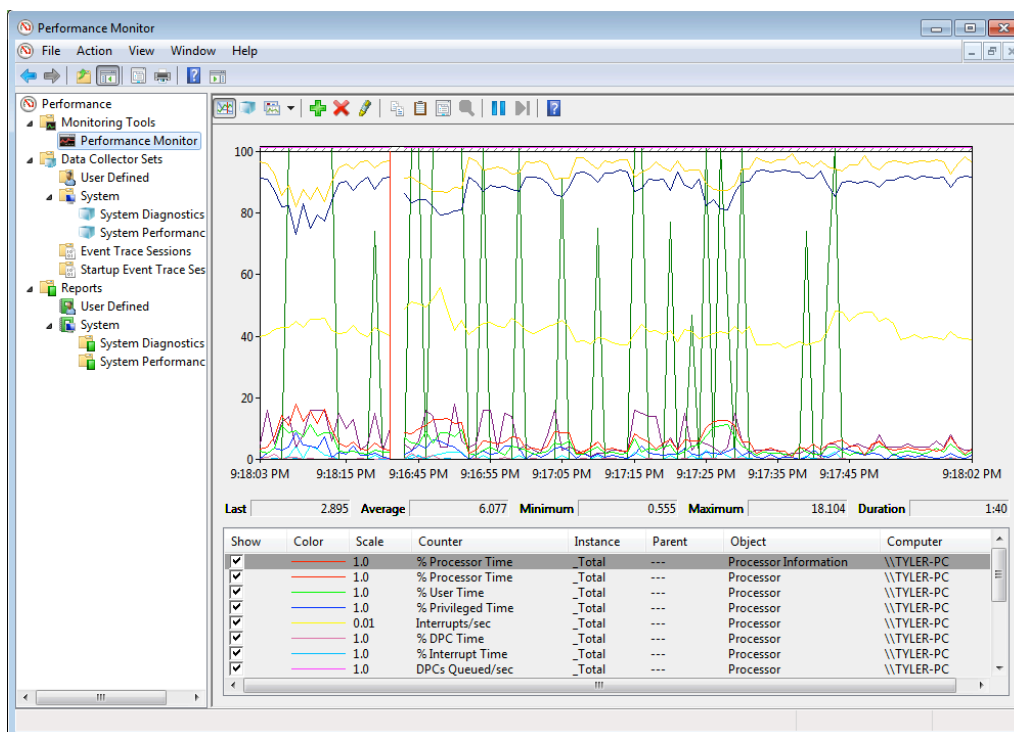 Performance Monitor
File Action View Window Help
Performance
Monitoring Tools
Performance Monitor
Data Collector Sets
User Defined
System
System Diagnostics
System Performanc
Event Trace Sessions
Startup Event Trace Ses
Reports
User Defined
System
System Diagnostics
System Performanc
100
80
60
40
20
0
9:18:03 PM 9:18:15 PM 9:16:45 PM 9:16:55 PM 9:17:05 PM 9:17:15 PM 9:17:25 PM 9:17:35 PM 9:17:45 PM 9:18:02 PM
Last 2.895 Average 6.077 Minimum 0.555 Maximum 18.104 Duration 1:40
Show Color Scale Counter Instance Parent Object Computer
1.0 % Processor Time _Total --- Processor Information \\TYLER-PC
1.0 % Processor Time _Total --- Processor \\TYLER-PC
1.0 % User Time _Total --- Processor \\TYLER-PC
1.0 % Privileged Time _Total --- Processor \\TYLER-PC
0.01 Interrupts/sec _Total --- Processor \\TYLER-PC
1.0 % DPC Time _Total --- Processor \\TYLER-PC
1.0 % Interrupt Time _Total --- Processor \\TYLER-PC
1.0 DPCs Queued/sec _Total --- Processor \\TYLER-PC